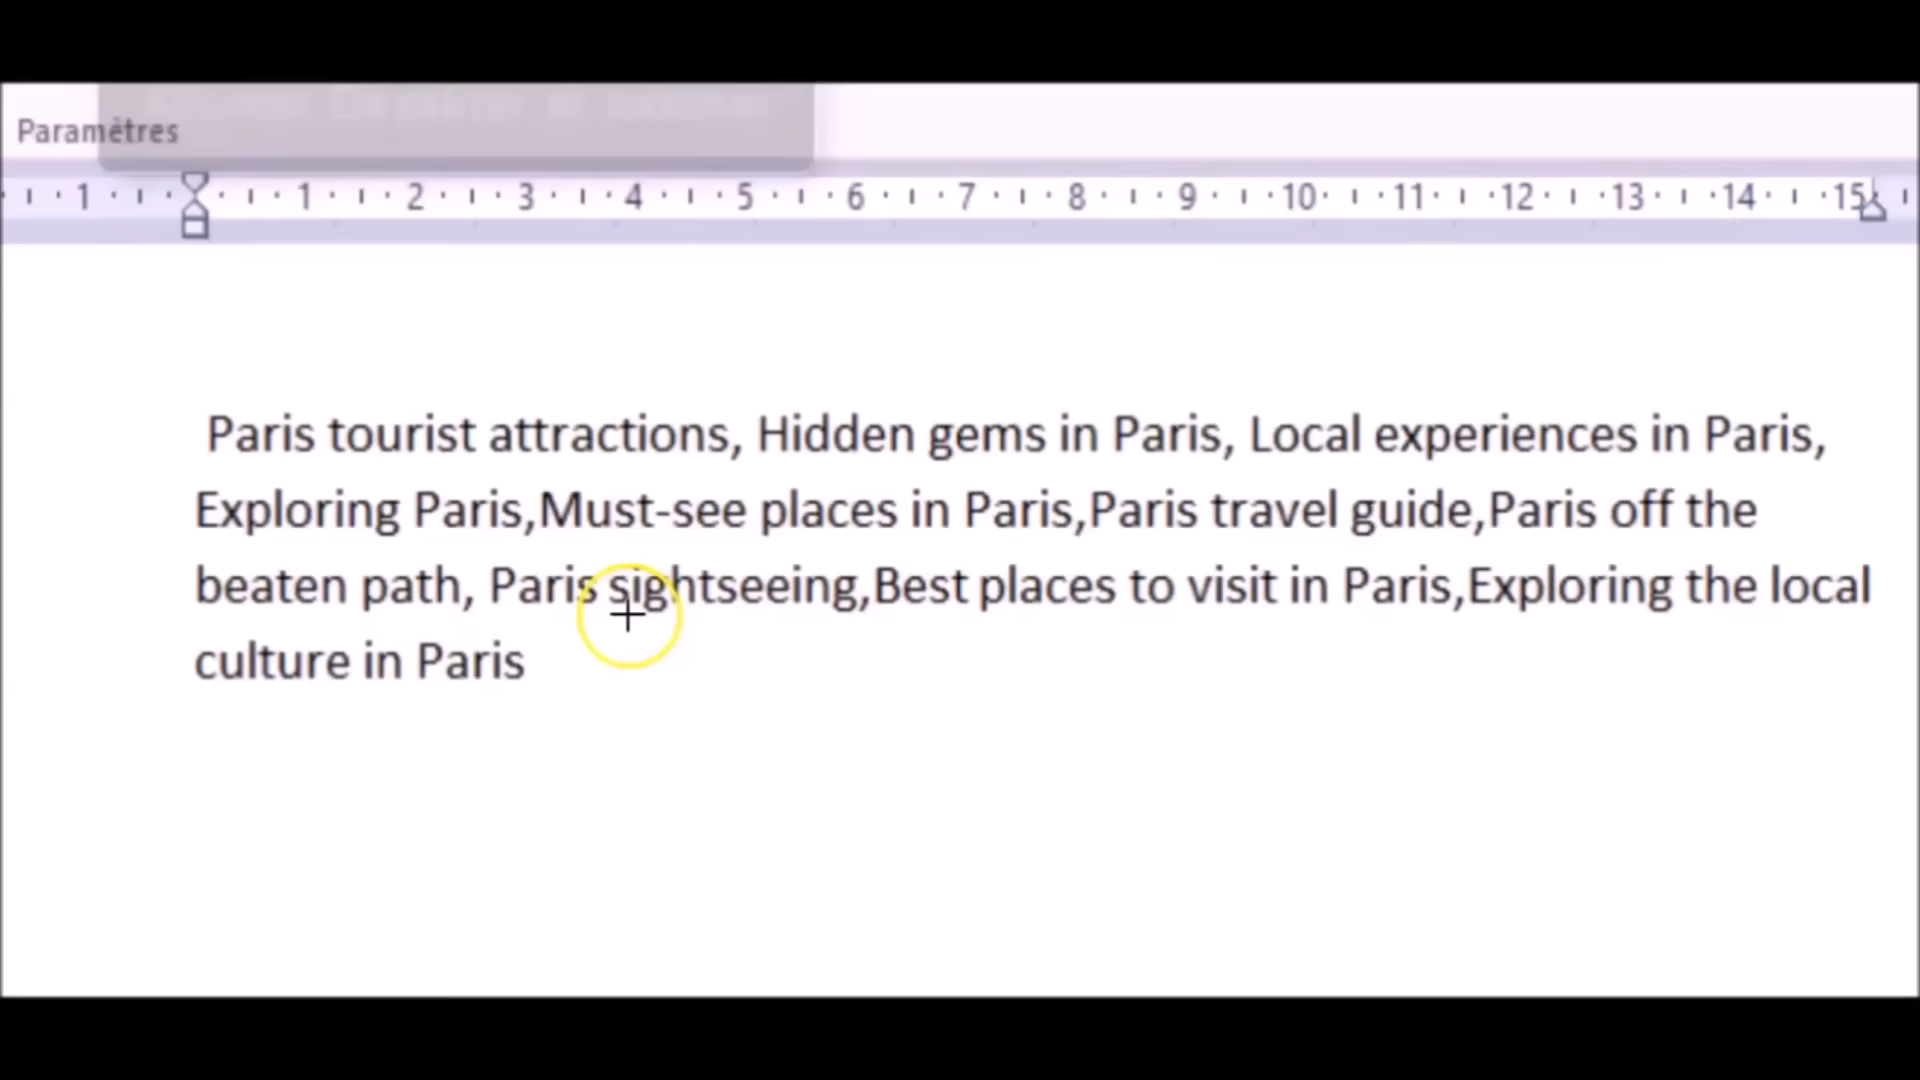 Paramètres
1 1 2 3 4 5 6 7 8 9 10 11 12 13 14 15
Paris tourist attractions, Hidden gems in Paris, Local experiences in Paris,
Exploring Paris,Must-see places in Paris,Paris travel guide,Paris off the
beaten path, Paris sightseeing,Best places to visit in Paris,Exploring the local
culture in Paris